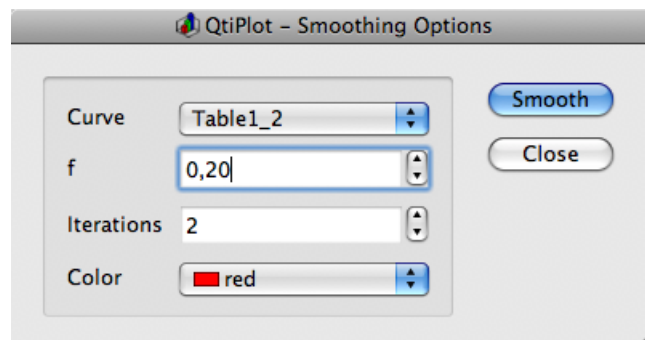 QtiPlot - Smoothing Options
Curve Table1_2
Smooth
f 0,20
Close
Iterations 2
Color red